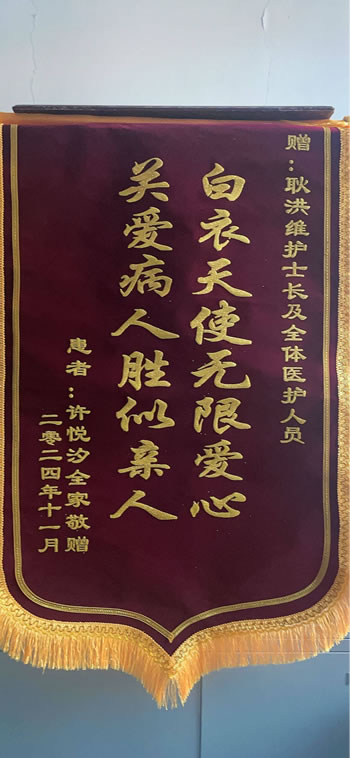 赠：耿洪维护士长及全体医护人员
白衣天使无限爱心
关爱病人胜似亲人
患者：许悦汐全家敬赠
二零二四年十一月